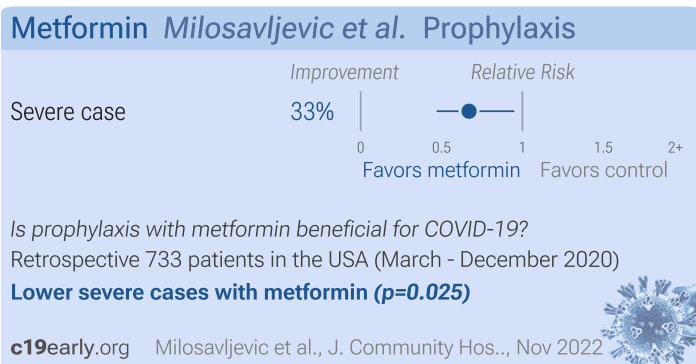 Metformin Milosavljevic et al. Prophylaxis
Improvement Relative Risk
Severe case 33%
0 0.5 1 1.5 2+
Favors metformin Favors control
Is prophylaxis with metformin beneficial for COVID-19?
Retrospective 733 patients in the USA (March - December 2020)
Lower severe cases with metformin (p=0.025)
c19early.org Milosavljevic et al., J. Community Hos.., Nov 2022